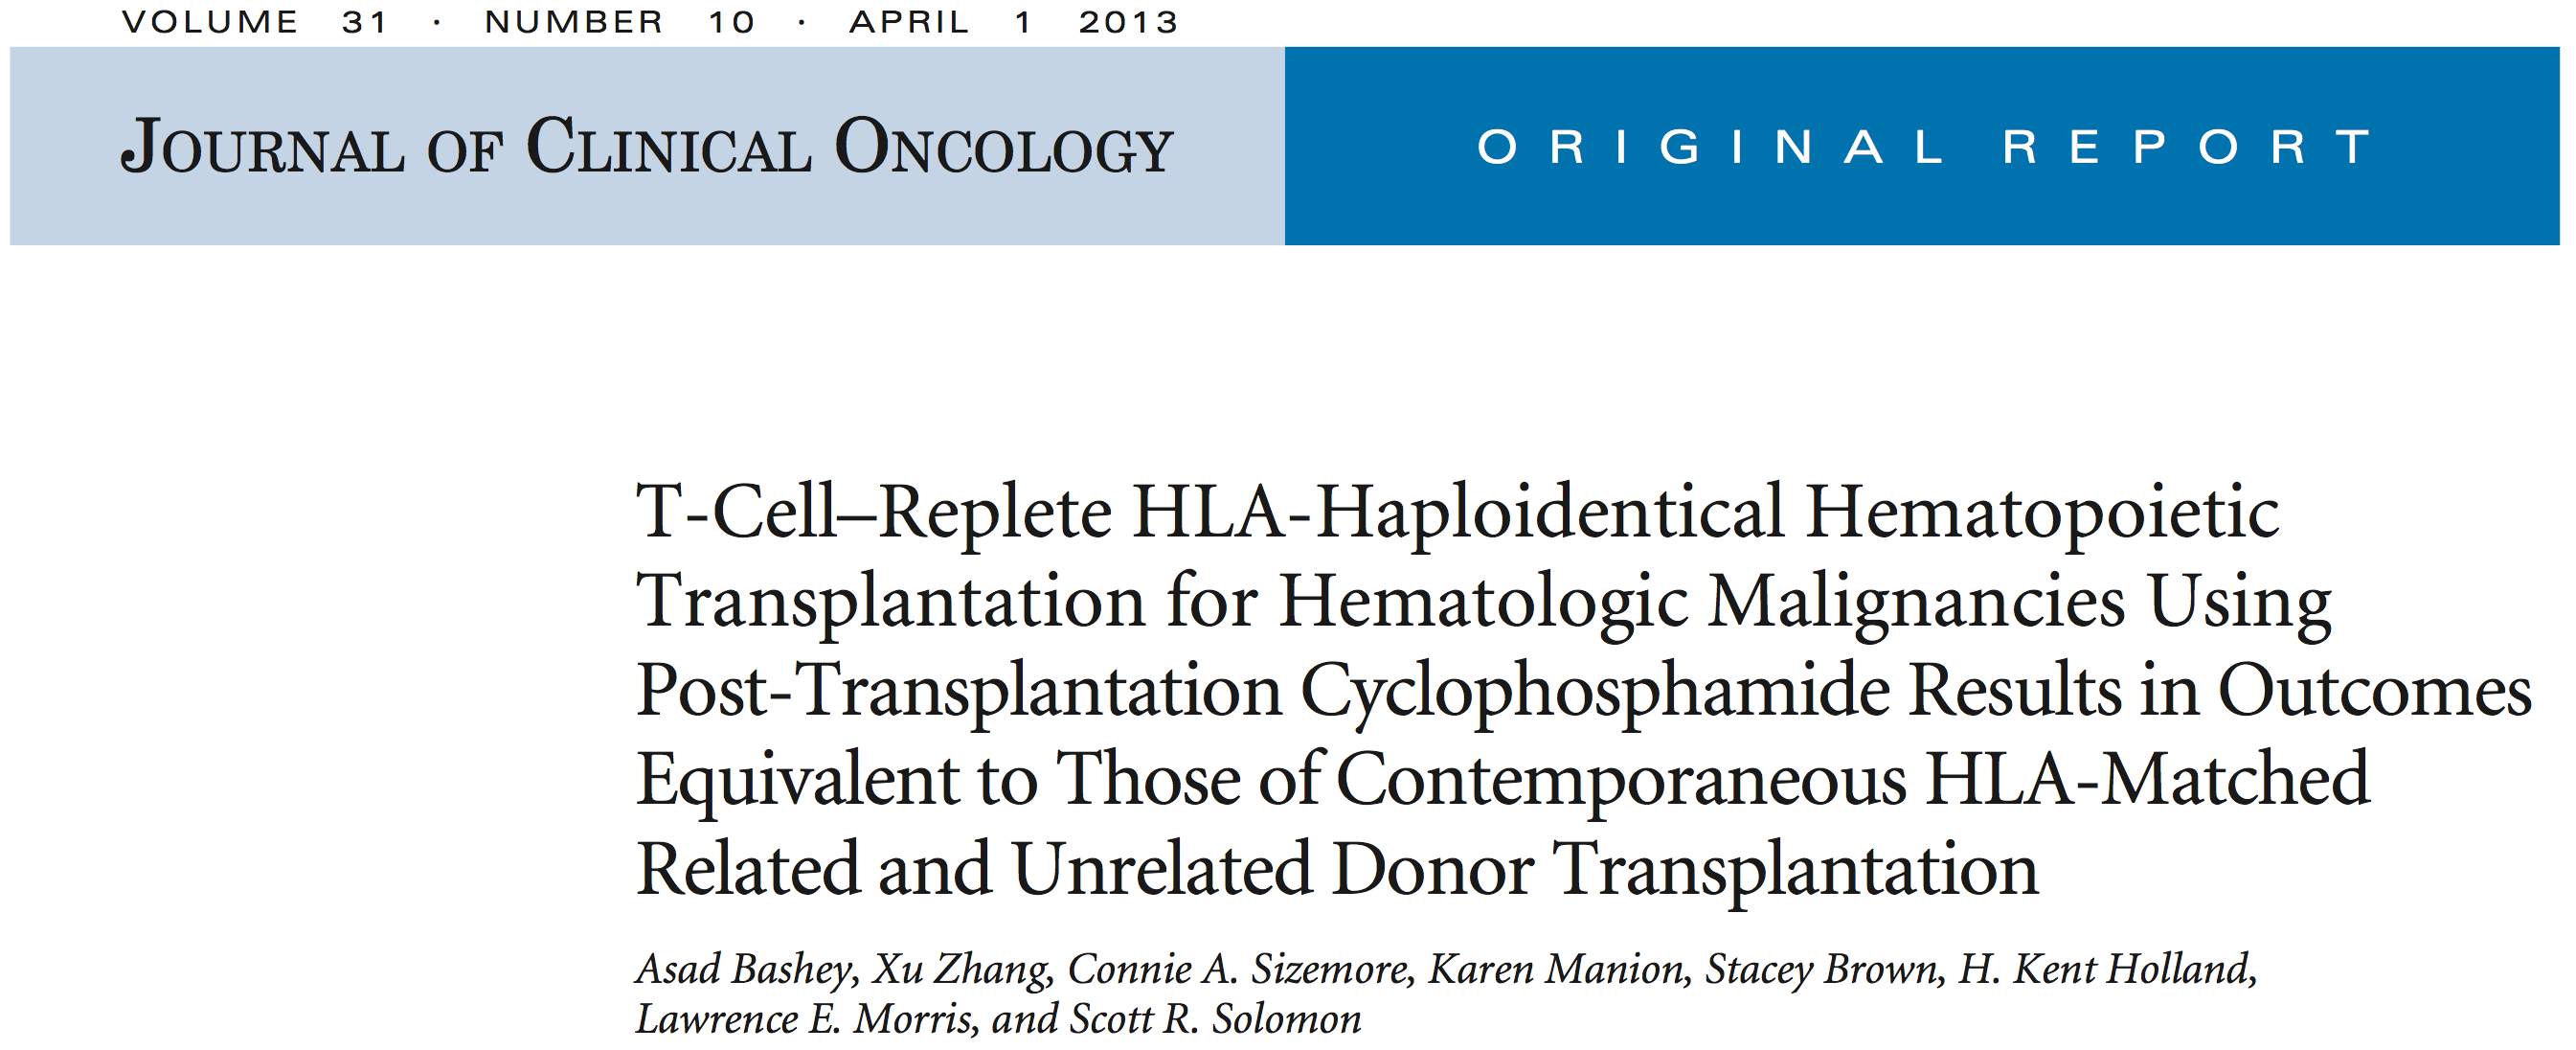 VOLUME 31 · NUMBER 10 · APRIL 1 2013
JOURNAL OF CLINICAL ONCOLOGY
ORIGINAL REPORT
T-Cell–Replete HLA-Haploidentical Hematopoietic
Transplantation for Hematologic Malignancies Using
Post-Transplantation Cyclophosphamide Results in Outcomes
Equivalent to Those of Contemporaneous HLA-Matched
Related and Unrelated Donor Transplantation
Asad Bashey, Xu Zhang, Connie A. Sizemore, Karen Manion, Stacey Brown, H. Kent Holland,
Lawrence E. Morris, and Scott R. Solomon